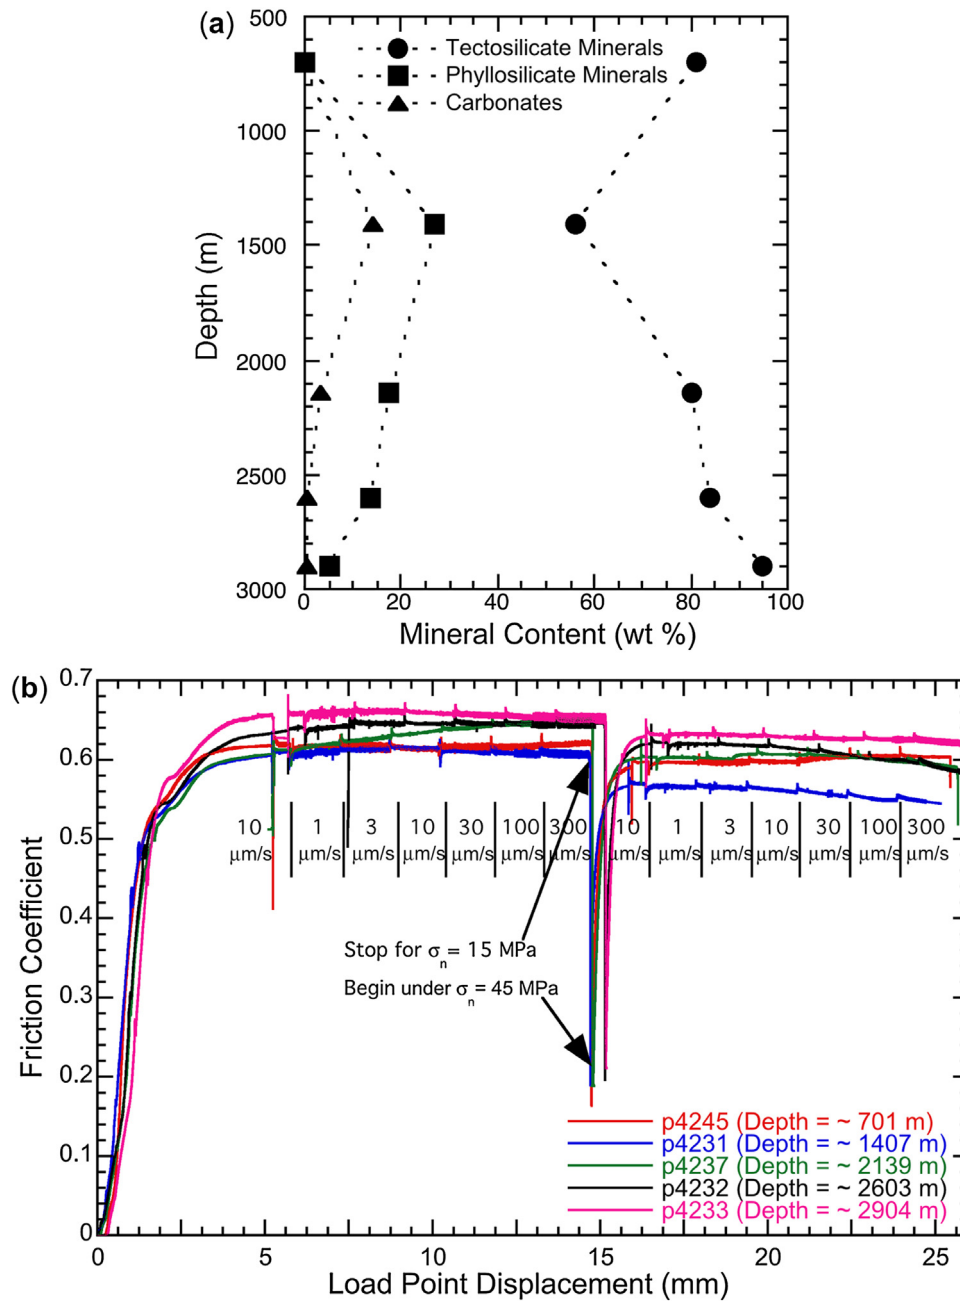 (a)
500
1000
1500
2000
2500
3000
Depth (m)
Tectosilicate Minerals
Phyllosilicate Minerals
Carbonates
0 20 40 60 80 100
Mineral Content (wt %)
(b)
0.7
0.6
0.5
0.4
0.3
0.2
0.1
0
Friction Coefficient
10 1 3 10 30 100 300 10 1 3 10 30 100 300
μm/s μm/s μm/s μm/s μm/s μm/s μm/s μm/s μm/s μm/s μm/s μm/s μm/s μm/s
Stop for σn = 15 MPa
Begin under σn = 45 MPa
p4245 (Depth = ~ 701 m)
p4231 (Depth = ~ 1407 m)
p4237 (Depth = ~ 2139 m)
p4232 (Depth = ~ 2603 m)
p4233 (Depth = ~ 2904 m)
0 5 10 15 20 25
Load Point Displacement (mm)